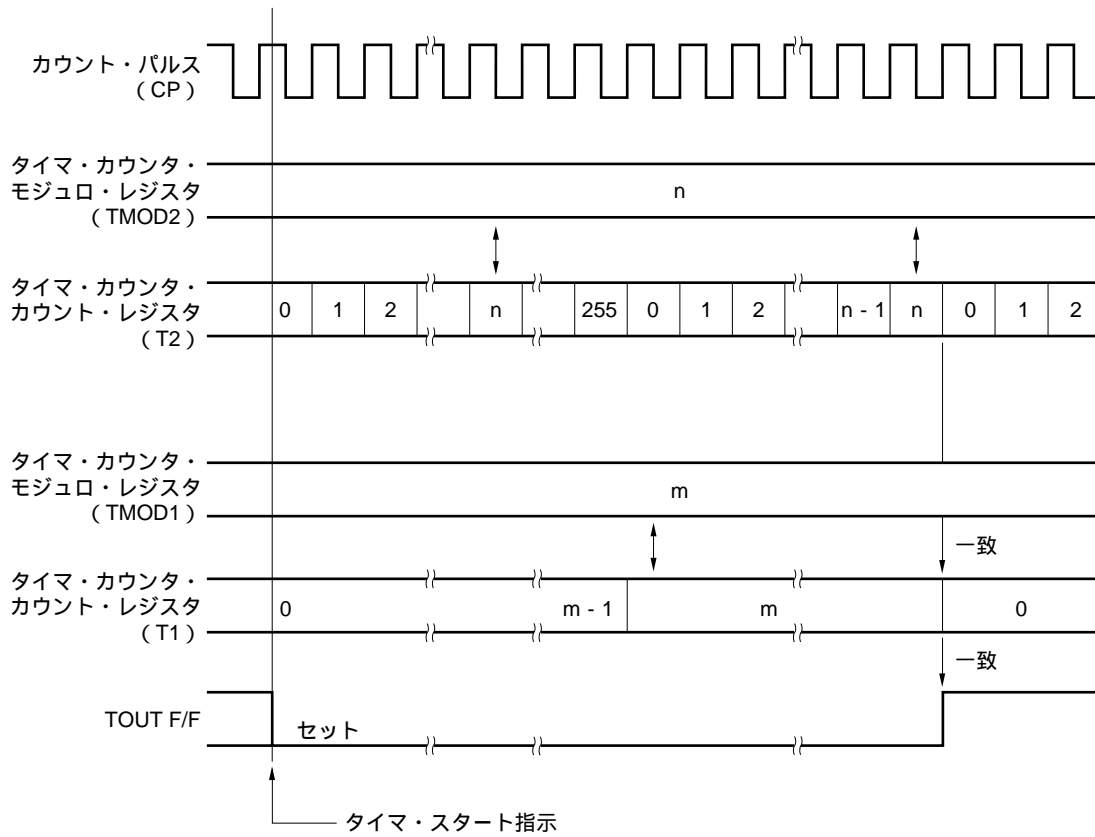 カウント・パルス
（CP）
タイマ・カウンタ・
モジュロ・レジスタ
（TMOD2）
n
タイマ・カウンタ・
カウント・レジスタ
（T2）
0 1 2 n 255 0 1 2 n - 1 n 0 1 2
タイマ・カウンタ・
モジュロ・レジスタ
（TMOD1）
m
一致
タイマ・カウンタ・
カウント・レジスタ
（T1）
0 m - 1 m 0
一致
TOUT F/F
セット
タイマ・スタート指示